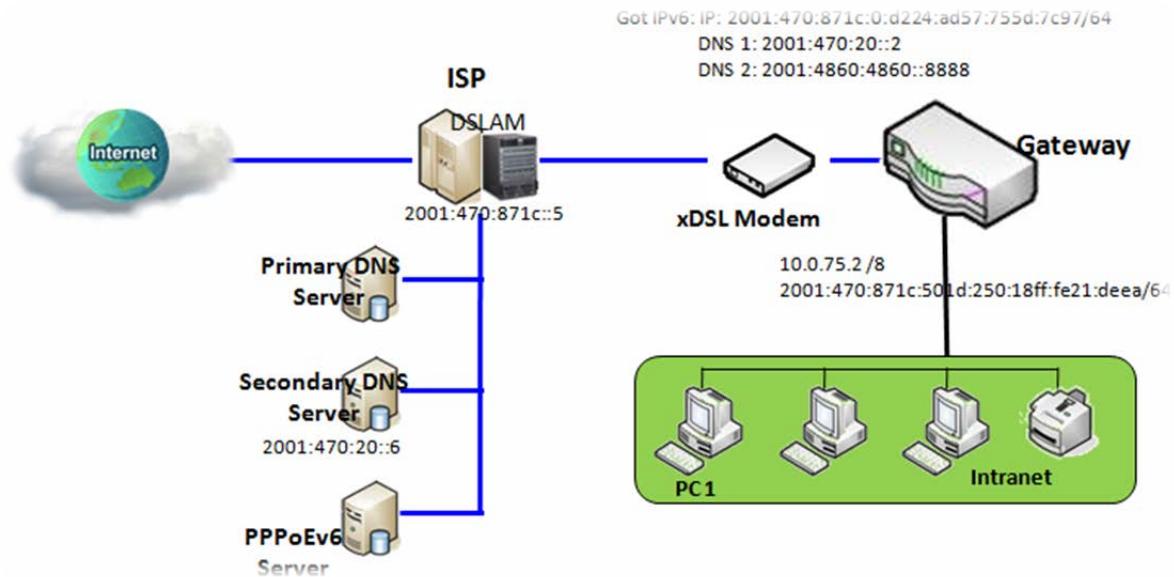 Got IPv6: IP: 2001:470:871c:0:d224:ad57:755d:7c97/64
DNS 1: 2001:470:20::2
DNS 2: 2001:4860:4860::8888
ISP
DSLAM
Internet
Gateway
2001:470:871c::5
xDSL Modem
Primary DNS
Server
10.0.75.2 /8
2001:470:871c:501d:250:18ff:fe21:deea/64
Secondary DNS
Server
2001:470:20::6
PC1
Intranet
PPPoEv6
Server